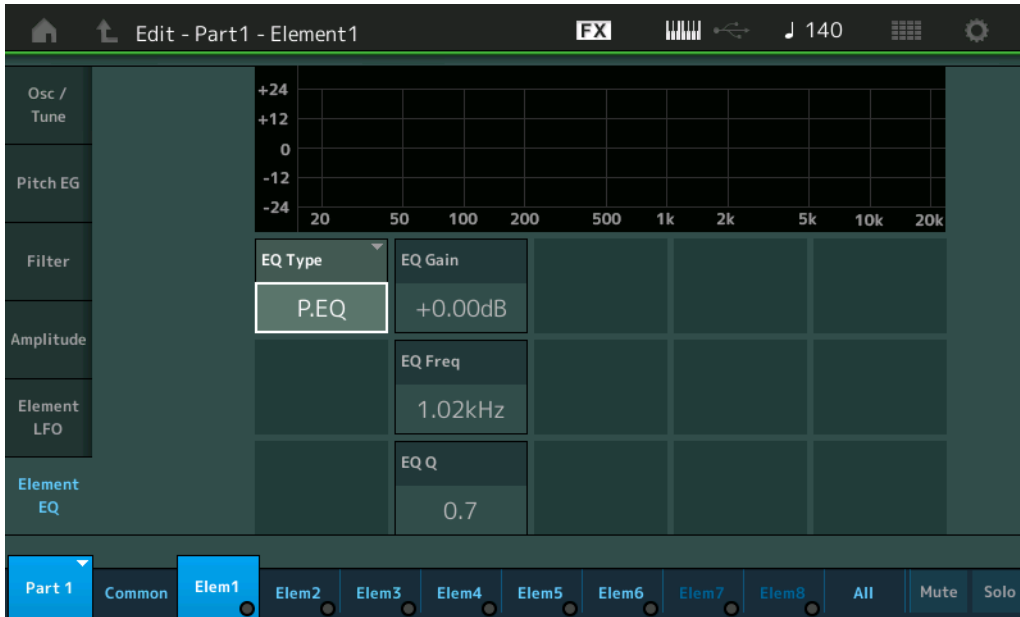 Edit - Part1 - Element1 FX ♩ 140
Osc /
Tune
Pitch EG
Filter
Amplitude
Element
LFO
Element
EQ
+24
+12
0
-12
-24
20 50 100 200 500 1k 2k 5k 10k 20k
EQ Type EQ Gain
P.EQ +0.00dB
EQ Freq
1.02kHz
EQ Q
0.7
Part 1 Common Elem1 Elem2 Elem3 Elem4 Elem5 Elem6 Elem7 Elem8 All Mute Solo